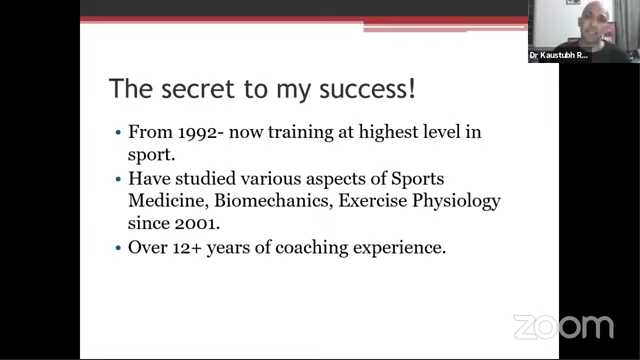 Dr Kaustubh R...
The secret to my success!
• From 1992- now training at highest level in
sport.
• Have studied various aspects of Sports
Medicine, Biomechanics, Exercise Physiology
since 2001.
• Over 12+ years of coaching experience.
zoom